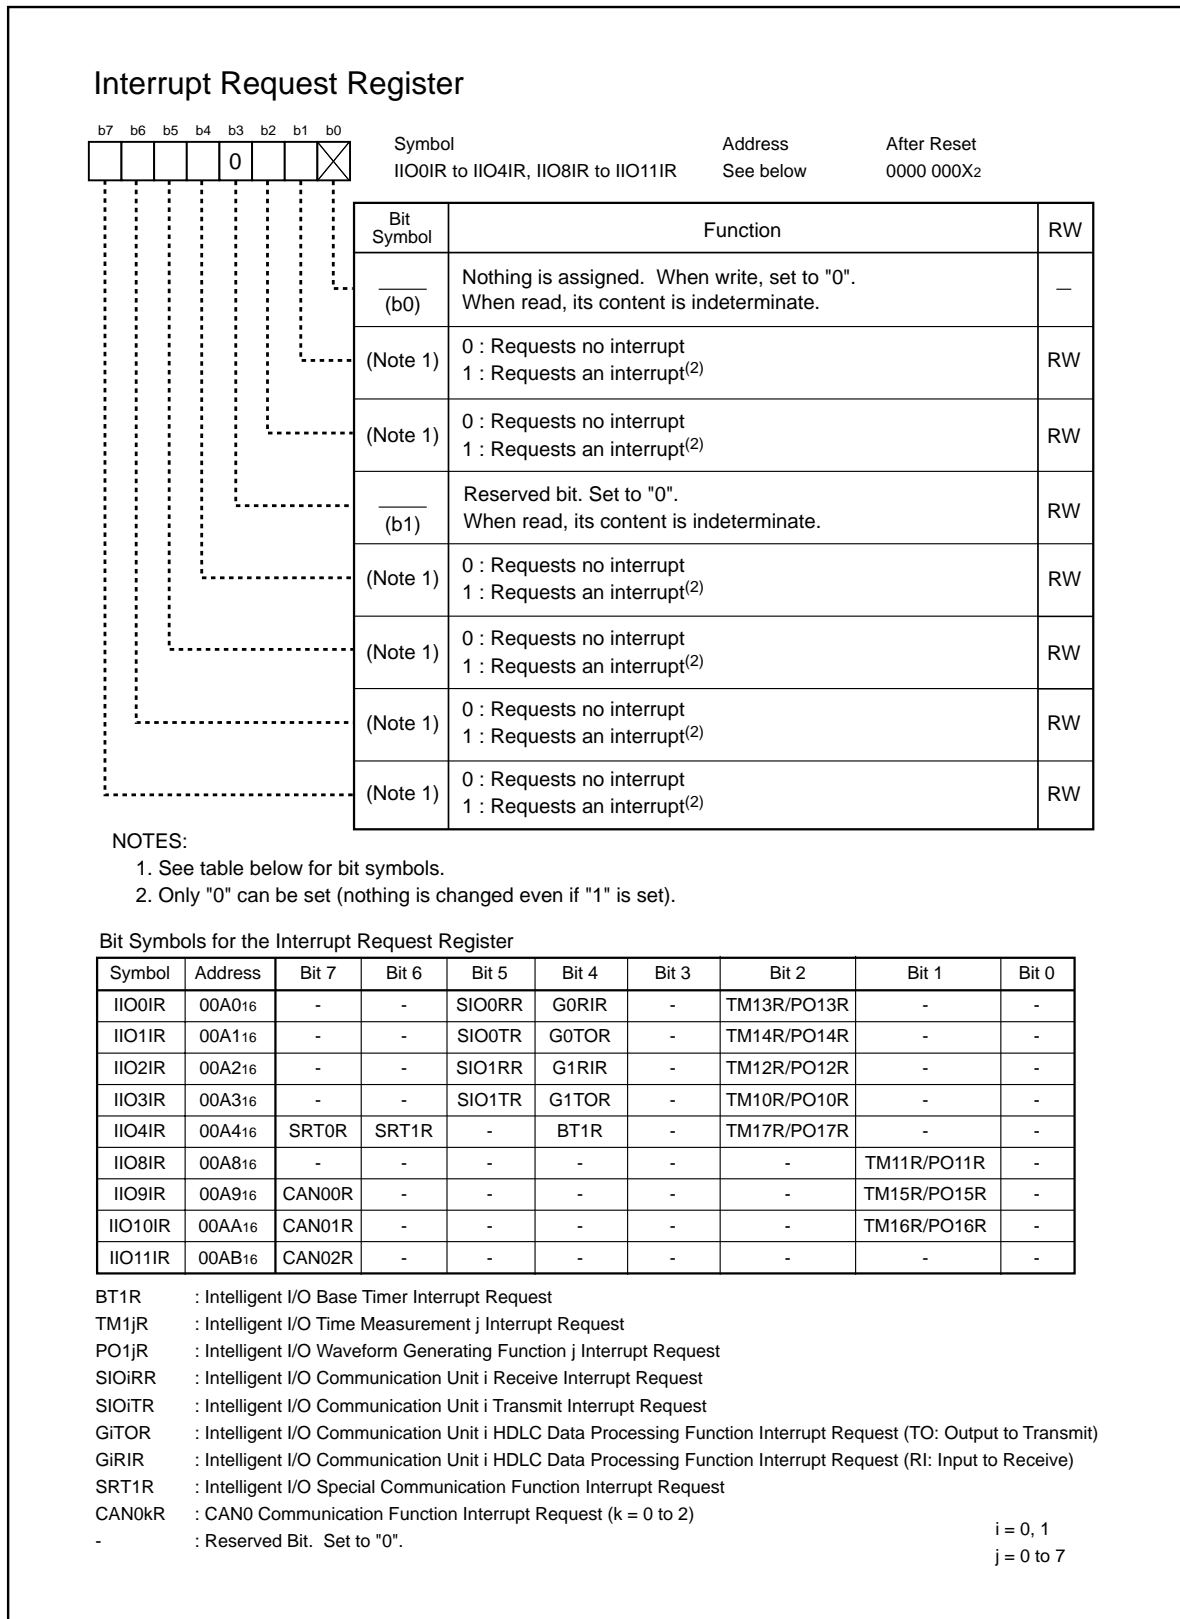 Interrupt Request Register
b7 b6 b5 b4 b3 b2 b1 b0
0
Symbol Address After Reset
IIO0IR to IIO4IR, IIO8IR to IIO11IR See below 0000 000X2
Bit Symbol Function RW
(b0) Nothing is assigned. When write, set to "0". —
When read, its content is indeterminate.
(Note 1) 0 : Requests no interrupt RW
1 : Requests an interrupt(2)
(Note 1) 0 : Requests no interrupt RW
1 : Requests an interrupt(2)
(b1) Reserved bit. Set to "0". RW
When read, its content is indeterminate.
(Note 1) 0 : Requests no interrupt RW
1 : Requests an interrupt(2)
(Note 1) 0 : Requests no interrupt RW
1 : Requests an interrupt(2)
(Note 1) 0 : Requests no interrupt RW
1 : Requests an interrupt(2)
(Note 1) 0 : Requests no interrupt RW
1 : Requests an interrupt(2)
NOTES:
1. See table below for bit symbols.
2. Only "0" can be set (nothing is changed even if "1" is set).
Bit Symbols for the Interrupt Request Register
Symbol Address Bit 7 Bit 6 Bit 5 Bit 4 Bit 3 Bit 2 Bit 1 Bit 0
IIO0IR 00A016 - - SIO0RR G0RIR - TM13R/PO13R - -
IIO1IR 00A116 - - SIO0TR G0TOR - TM14R/PO14R - -
IIO2IR 00A216 - - SIO1RR G1RIR - TM12R/PO12R - -
IIO3IR 00A316 - - SIO1TR G1TOR - TM10R/PO10R - -
IIO4IR 00A416 SRT0R SRT1R - BT1R - TM17R/PO17R - -
IIO8IR 00A816 - - - - - - TM11R/PO11R -
IIO9IR 00A916 CAN00R - - - - - TM15R/PO15R -
IIO10IR 00AA16 CAN01R - - - - - TM16R/PO16R -
IIO11IR 00AB16 CAN02R - - - - - - -
BT1R : Intelligent I/O Base Timer Interrupt Request
TM1jR : Intelligent I/O Time Measurement j Interrupt Request
PO1jR : Intelligent I/O Waveform Generating Function j Interrupt Request
SIOiRR : Intelligent I/O Communication Unit i Receive Interrupt Request
SIOiTR : Intelligent I/O Communication Unit i Transmit Interrupt Request
GiTOR : Intelligent I/O Communication Unit i HDLC Data Processing Function Interrupt Request (TO: Output to Transmit)
GiRIR : Intelligent I/O Communication Unit i HDLC Data Processing Function Interrupt Request (RI: Input to Receive)
SRT1R : Intelligent I/O Special Communication Function Interrupt Request
CAN0kR : CAN0 Communication Function Interrupt Request (k = 0 to 2)
- : Reserved Bit. Set to "0".
i = 0, 1
j = 0 to 7